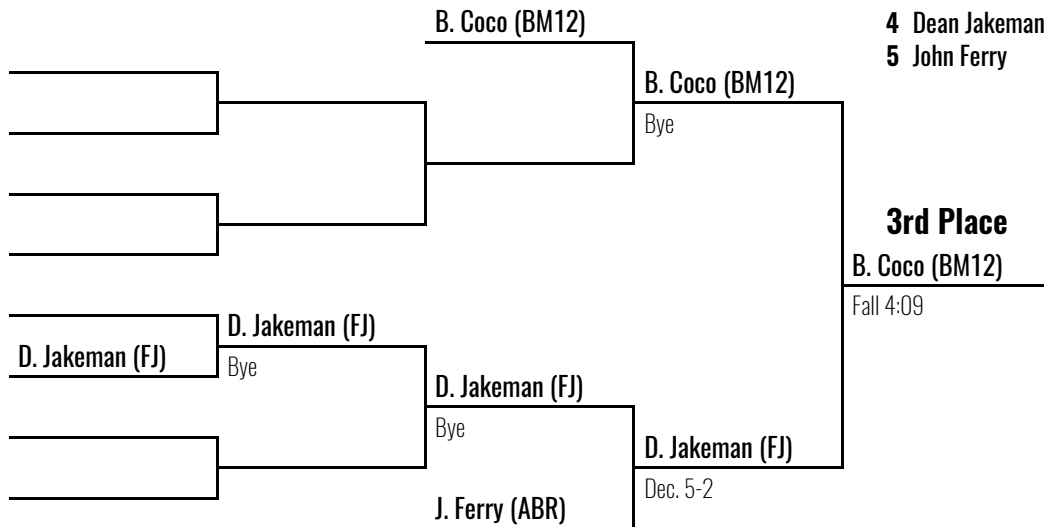 B. Coco (BM12)
4 Dean Jakeman
5 John Ferry
B. Coco (BM12)
Bye
3rd Place
B. Coco (BM12)
Fall 4:09
D. Jakeman (FJ)
D. Jakeman (FJ)
Bye
D. Jakeman (FJ)
Bye
D. Jakeman (FJ)
Dec. 5-2
J. Ferry (ABR)